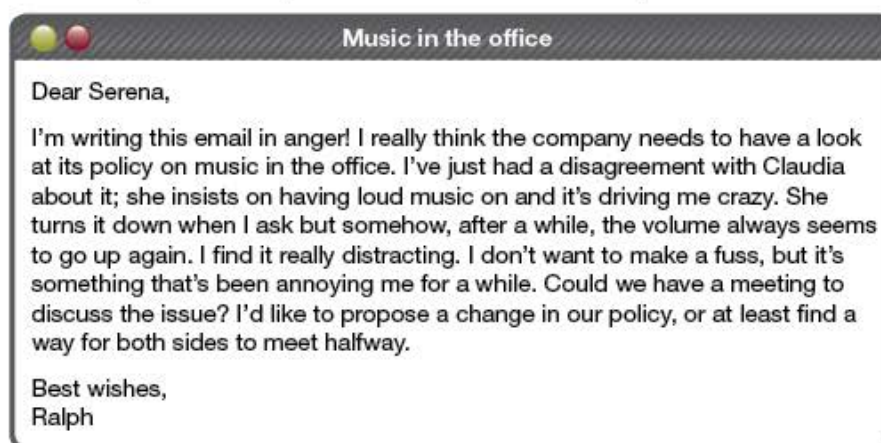 Music in the office
Dear Serena,
I'm writing this email in anger! I really think the company needs to have a look
at its policy on music in the office. I've just had a disagreement with Claudia
about it; she insists on having loud music on and it's driving me crazy. She
turns it down when I ask but somehow, after a while, the volume always seems
to go up again. I find it really distracting. I don't want to make a fuss, but it's
something that's been annoying me for a while. Could we have a meeting to
discuss the issue? I'd like to propose a change in our policy, or at least find a
way for both sides to meet halfway.
Best wishes,
Ralph